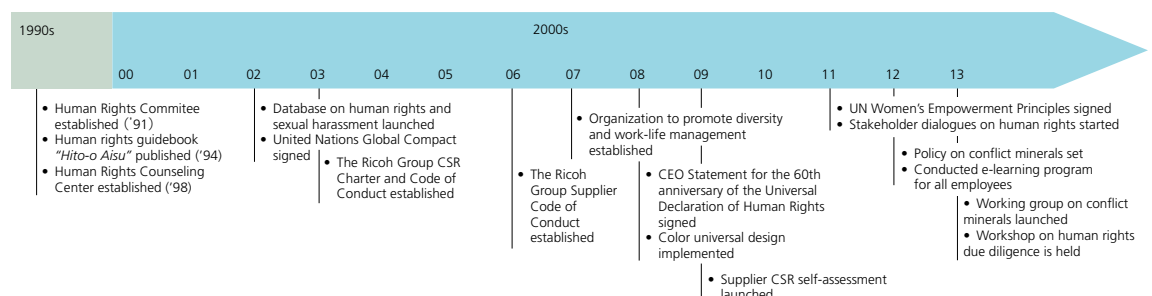 1990s
2000s
00 01 02 03 04 05 06 07 08 09 10 11 12 13
• Human Rights Commitee
established (’91)
• Human rights guidebook
“Hito-o Aisu” published (’94)
• Human Rights Counseling
Center established (’98)
• Database on human rights and
sexual harassment launched
• United Nations Global Compact
signed
• The Ricoh Group CSR
Charter and Code of
Conduct established
• The Ricoh
Group Supplier
Code of
Conduct
established
• Organization to promote diversity
and work-life management
established
• CEO Statement for the 60th
anniversary of the Universal
Declaration of Human Rights
signed
• Color universal design
implemented
• Supplier CSR self-assessment
launched
• UN Women’s Empowerment Principles signed
• Stakeholder dialogues on human rights started
• Policy on conflict minerals set
• Conducted e-learning program
for all employees
• Working group on conflict
minerals launched
• Workshop on human rights
due diligence is held